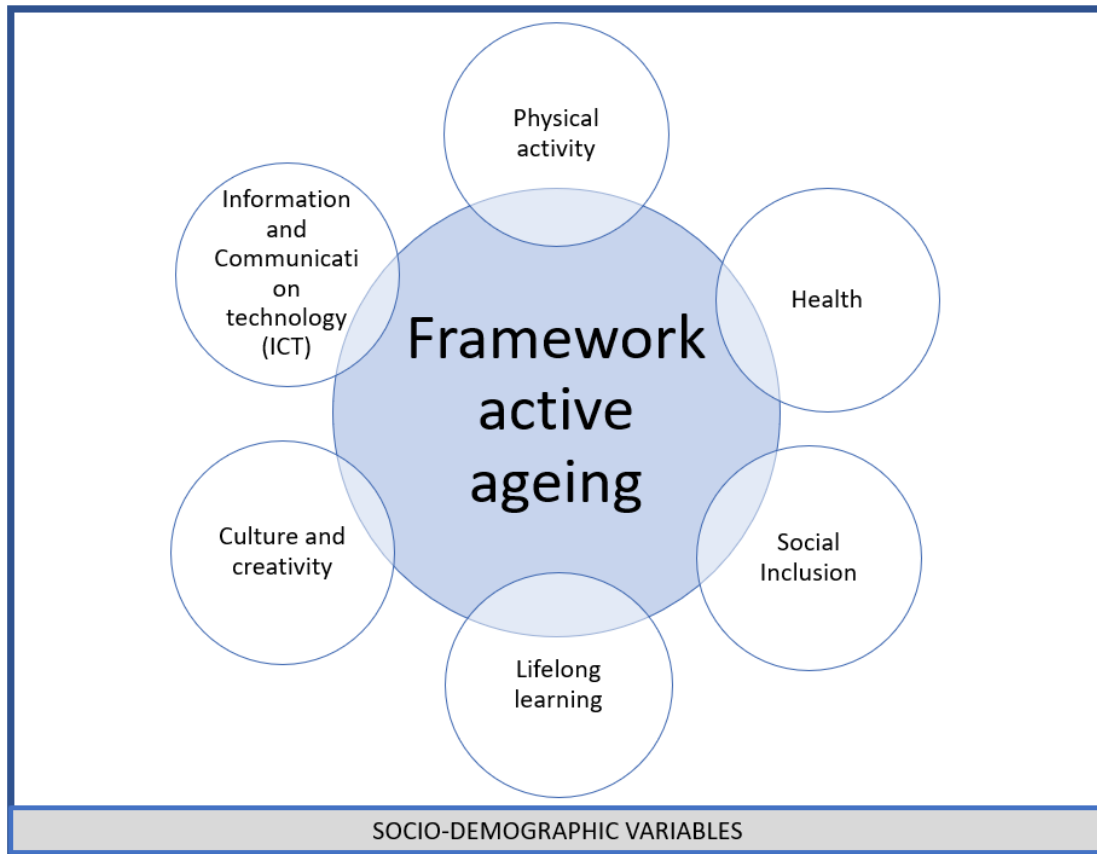 Physical
activity
Information
and
Communicati
on
technology
(ICT)
Health
Framework
active
ageing
Culture and
creativity
Social
Inclusion
Lifelong
learning
SOCIO-DEMOGRAPHIC VARIABLES